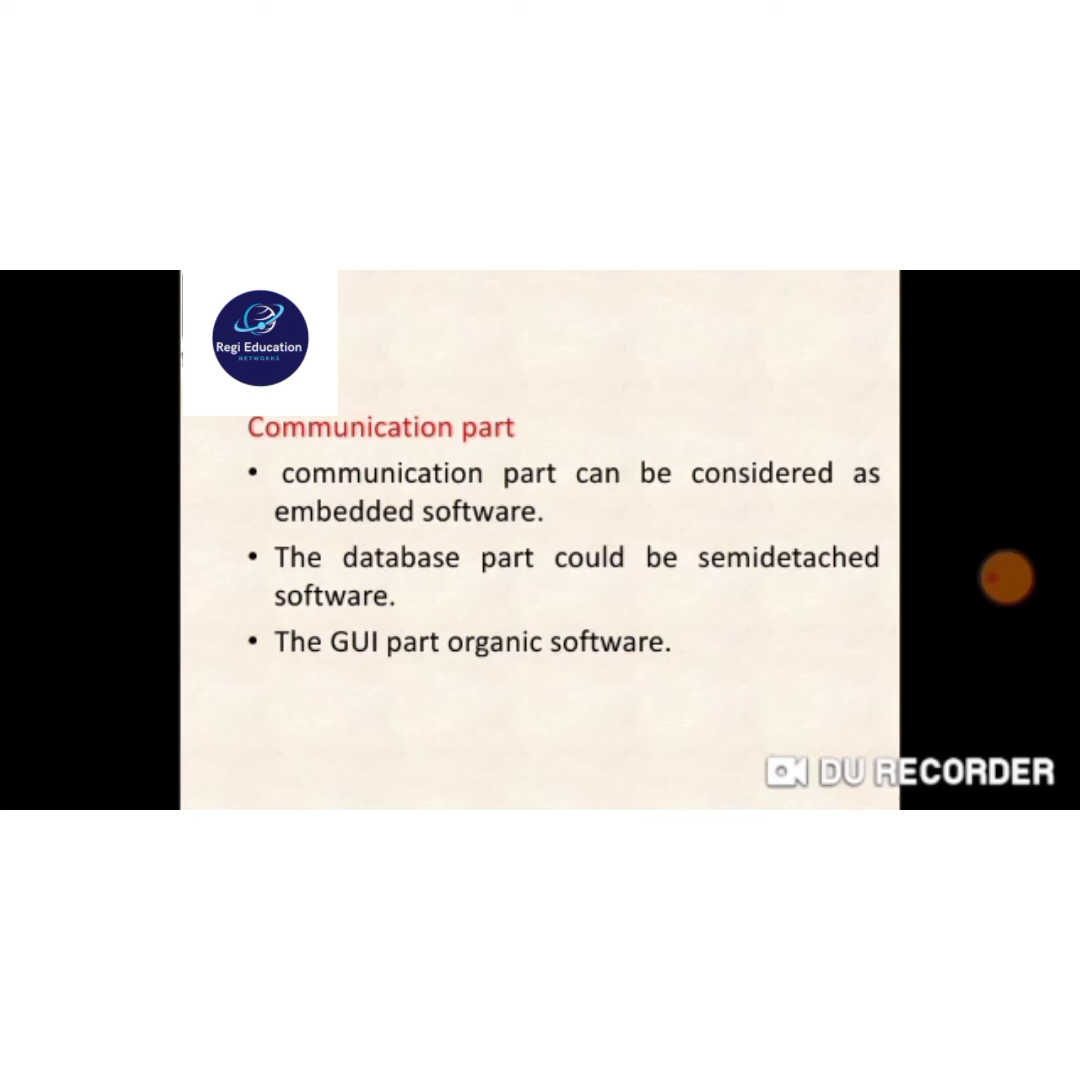 Regi Education
NETWORKS
Communication part
• communication part can be considered as
embedded software.
• The database part could be semidetached
software.
• The GUI part organic software.
DU RECORDER